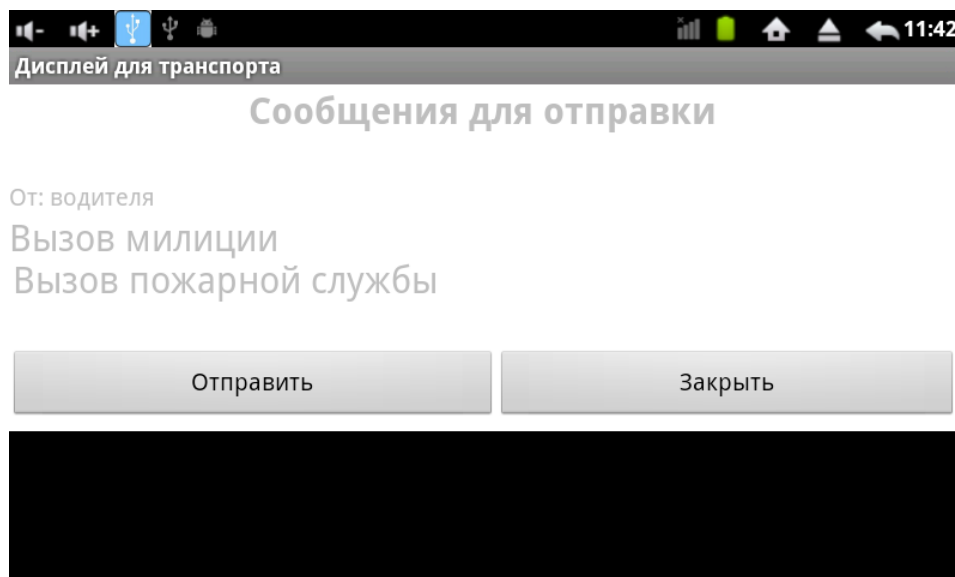 11:42
Дисплей для транспорта
Сообщения для отправки
От: водителя
Вызов милиции
Вызов пожарной службы
Отправить
Закрыть